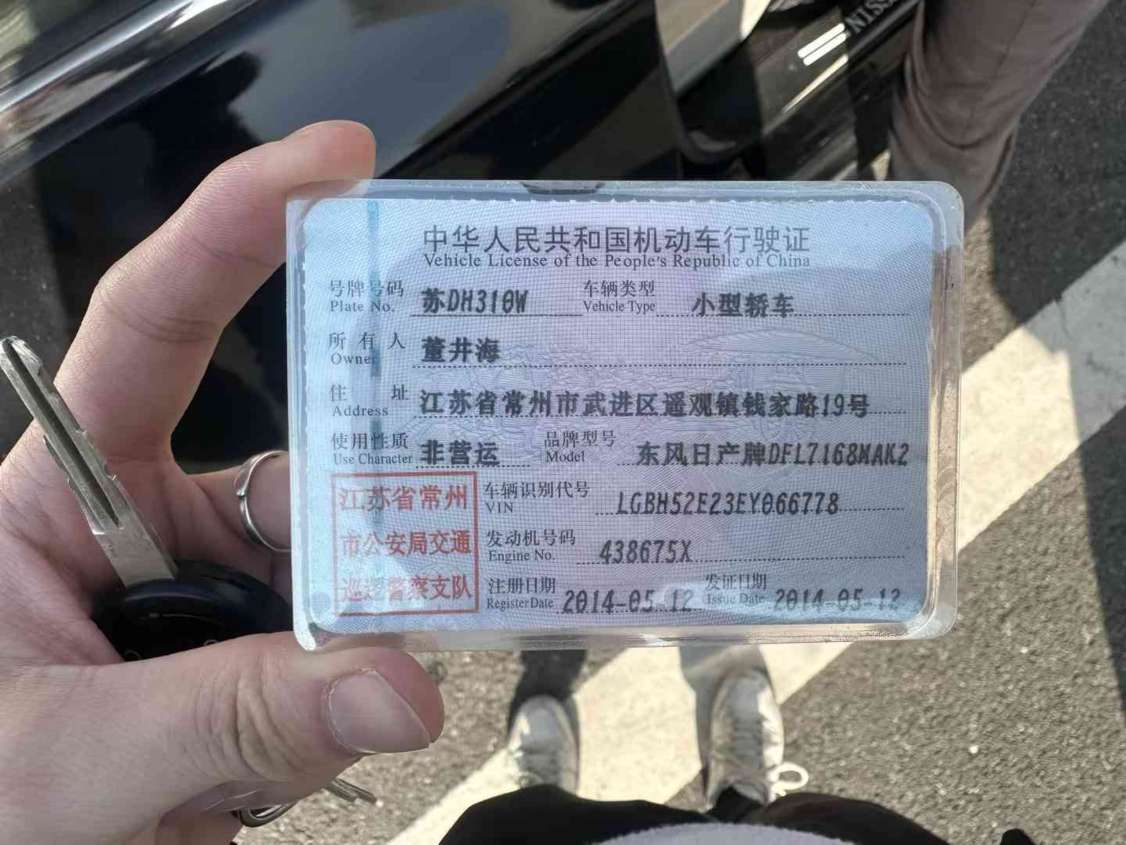 NISSAN
中华人民共和国机动车行驶证
Vehicle License of the People's Republic of China
号牌号码 苏DH310W 车辆类型 小型轿车
Plate No. Vehicle Type
所有人 董井海
Owner
住址 江苏省常州市武进区遥观镇钱家路19号
Address
使用性质 非营运 品牌型号 东风日产牌DFL7168MAK2
Use Character Model
江苏省常州
市公安局交通
巡逻警察支队
车辆识别代号 LGBH52E23EY066778
VIN
发动机号码 438675X
Engine No.
注册日期 2014-05-12 发证日期 2014-05-12
Register Date Issue Date